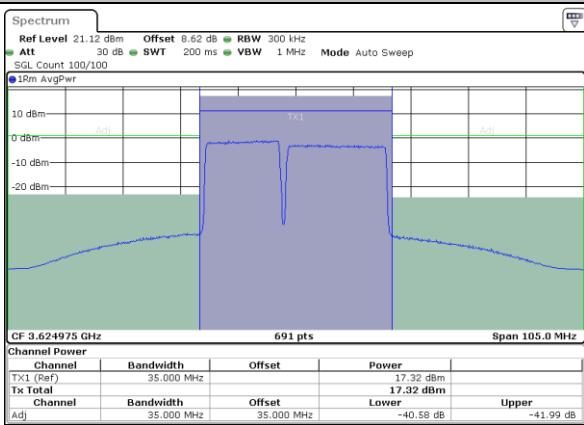 Spectrum
Ref Level 21.12 dBm Offset 8.62 dB RBW 300 kHz
Att 30 dB SWT 200 ms VBW 1 MHz Mode Auto Sweep
SGL Count 100/100
1Rm AvgPwr
TX1
10 dBm
Adj Adj
0 dBm
-10 dBm
-20 dBm
CF 3.624975 GHz 691 pts Span 105.0 MHz
Channel Power
Channel Bandwidth Offset Power
TX1 (Ref) 35.000 MHz 17.32 dBm
Tx Total 17.32 dBm
Channel Bandwidth Offset Lower Upper
Adj 35.000 MHz 35.000 MHz -40.58 dB -41.99 dB